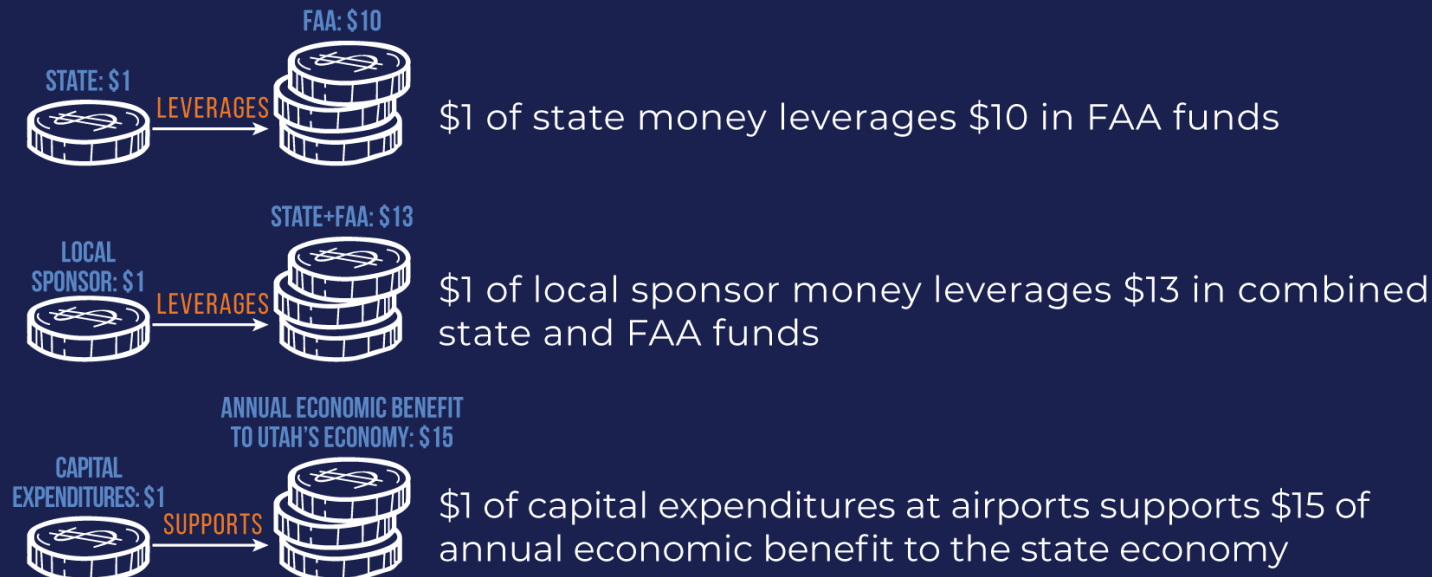 FAA: $10
STATE: $1
LEVERAGES
$1 of state money leverages $10 in FAA funds
STATE+FAA: $13
LOCAL
SPONSOR: $1
LEVERAGES
$1 of local sponsor money leverages $13 in combined
state and FAA funds
ANNUAL ECONOMIC BENEFIT
TO UTAH'S ECONOMY: $15
CAPITAL
EXPENDITURES: $1
SUPPORTS
$1 of capital expenditures at airports supports $15 of
annual economic benefit to the state economy